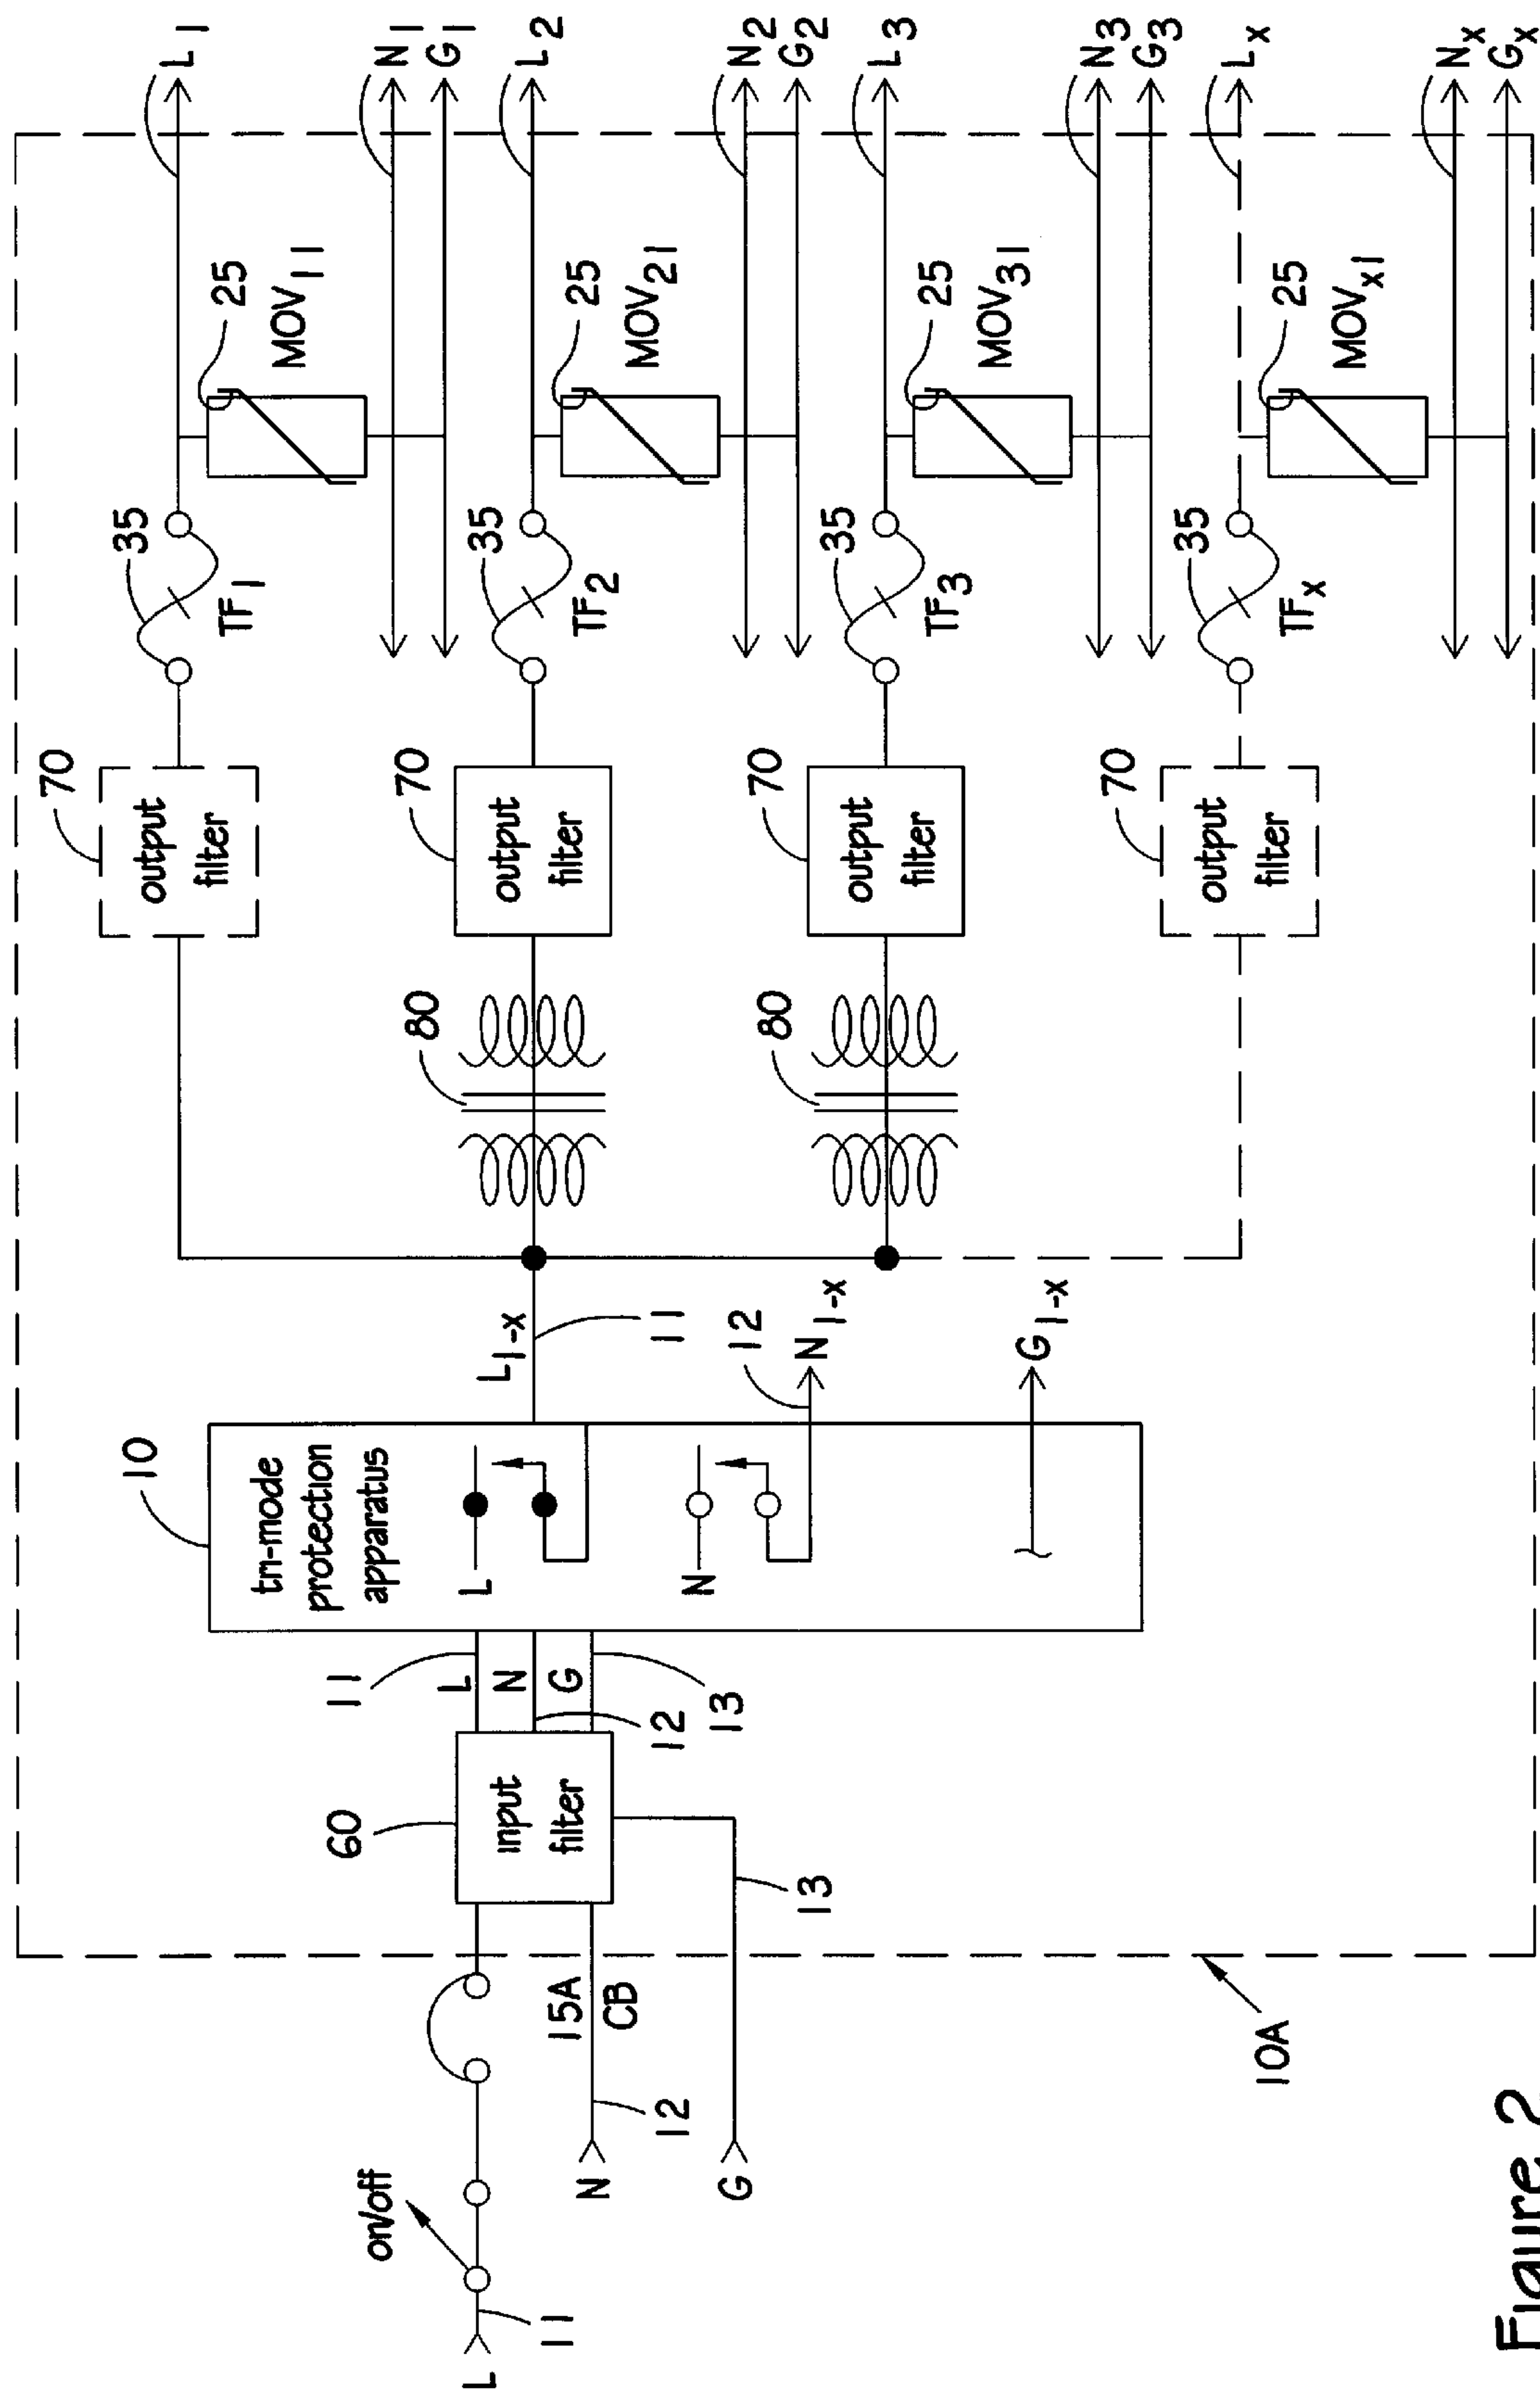 L1
N1
G1
L2
N2
G2
L3
N3
G3
Lx
Nx
Gx
70
output
filter
35
TF1
25
MOV11
80
70
output
filter
35
TF2
25
MOV21
80
70
output
filter
35
TF3
25
MOV31
70
output
filter
35
TFx
25
MOVx1
10
tri-mode
protection
apparatus
L
N
L1-x
11
12
N1-x
G1-x
11
L
N
G
12
13
60
input
filter
13
15A
CB
on/off
L
11
N
12
G
10A
Figure 2